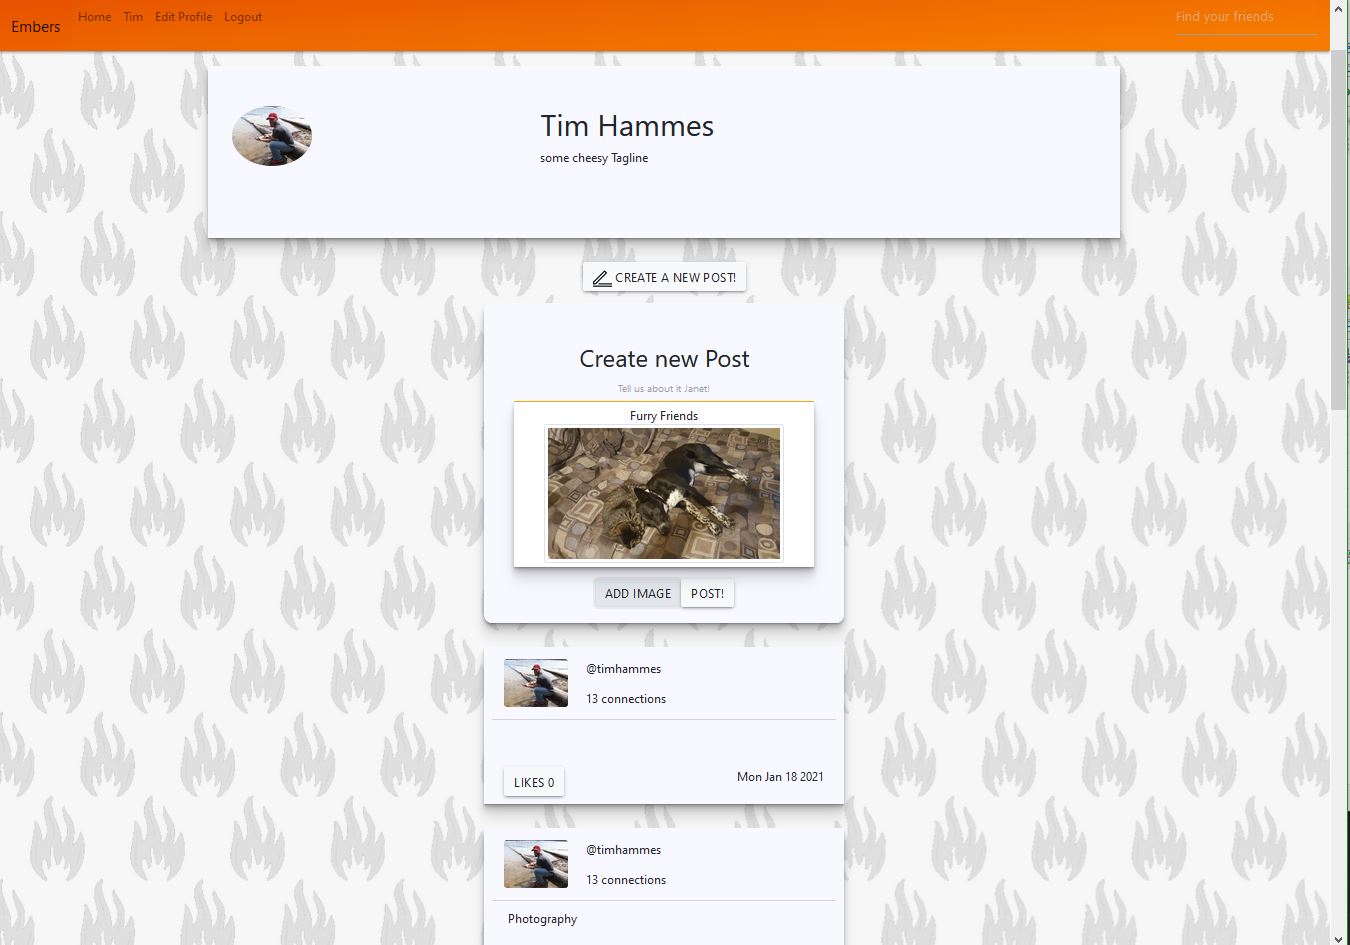 Embers
Home Tim Edit Profile Logout
Find your friends
Tim Hammes
some cheesy Tagline
CREATE A NEW POST!
Create new Post
Tell us about it Janet!
Furry Friends
ADD IMAGE POST!
@timhammes
13 connections
LIKES 0
Mon Jan 18 2021
@timhammes
13 connections
Photography